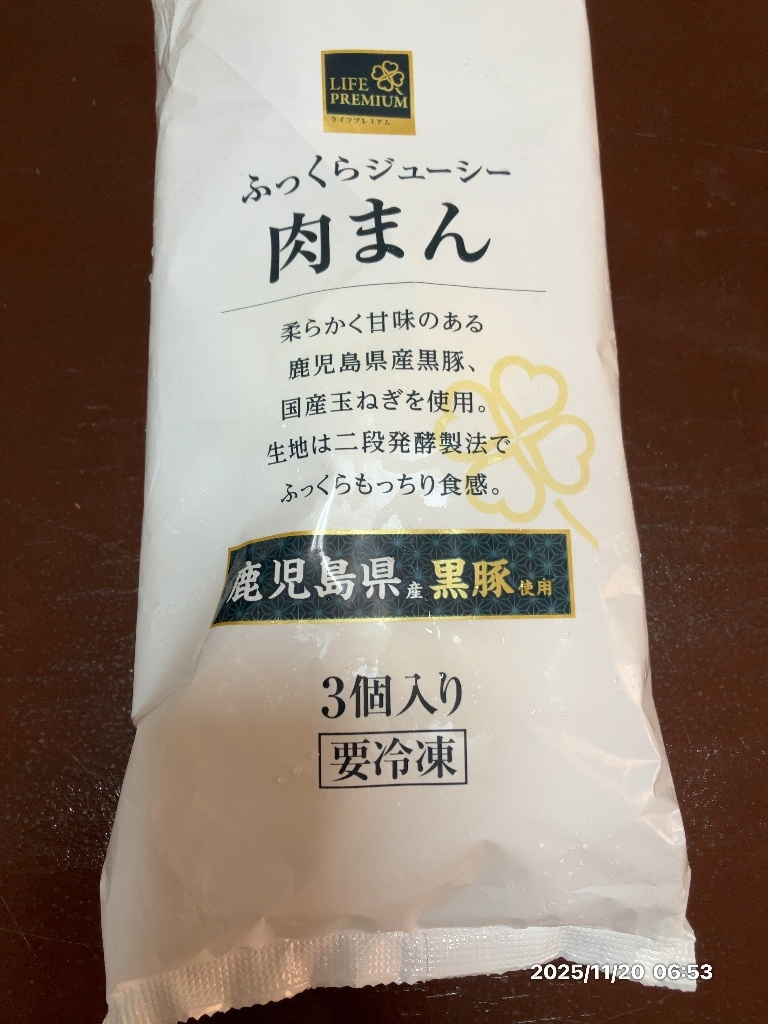 LIFE
PREMIUM
ライフプレミアム
ふっくらジューシー
肉まん
柔らかく甘味のある
鹿児島県産黒豚、
国産玉ねぎを使用。
生地は二段発酵製法で
ふっくらもっちり食感。
鹿児島県産黒豚使用
3個入り
要冷凍
2025/11/20 06:53